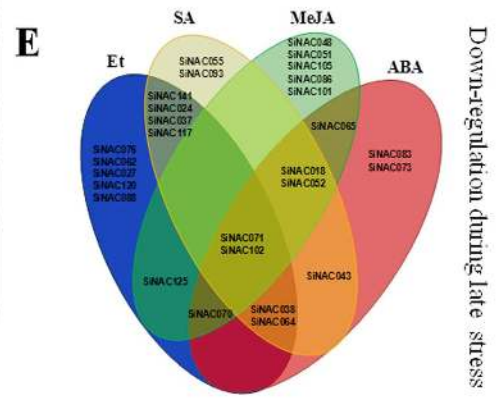 E
SA
MeJA
Et
ABA
SiNAC055
SiNAC093
SiNAC048
SiNAC051
SiNAC105
SiNAC086
SiNAC101
SiNAC141
SiNAC024
SiNAC037
SiNAC117
SiNAC065
SiNAC076
SiNAC062
SiNAC027
SiNAC120
SiNAC088
SiNAC083
SiNAC073
SiNAC018
SiNAC052
SiNAC071
SiNAC102
SiNAC125
SiNAC043
SiNAC070
SiNAC038
SiNAC064
Down-regulation during late stress